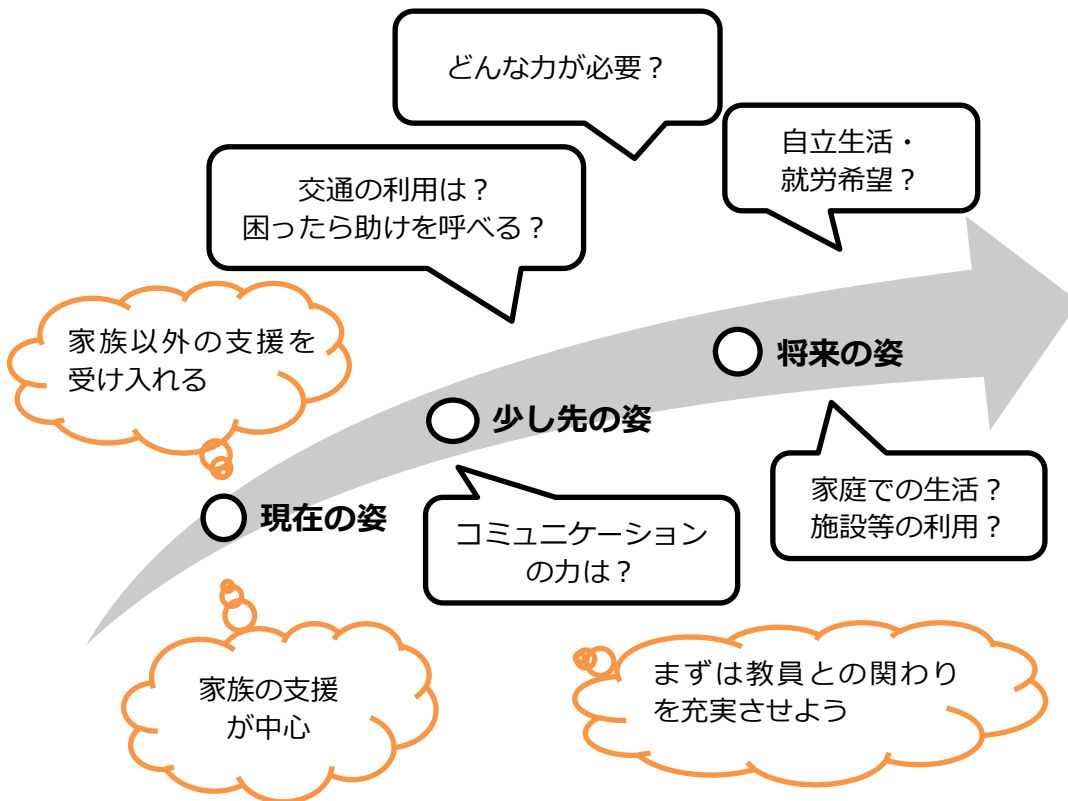 どんな力が必要？
自立生活・
就労希望？
交通の利用は？
困ったら助けを呼べる？
家族以外の支援を
受け入れる
将来の姿
少し先の姿
現在の姿
家庭での生活？
施設等の利用？
コミュニケーション
の力は？
家族の支援
が中心
まずは教員との関わり
を充実させよう